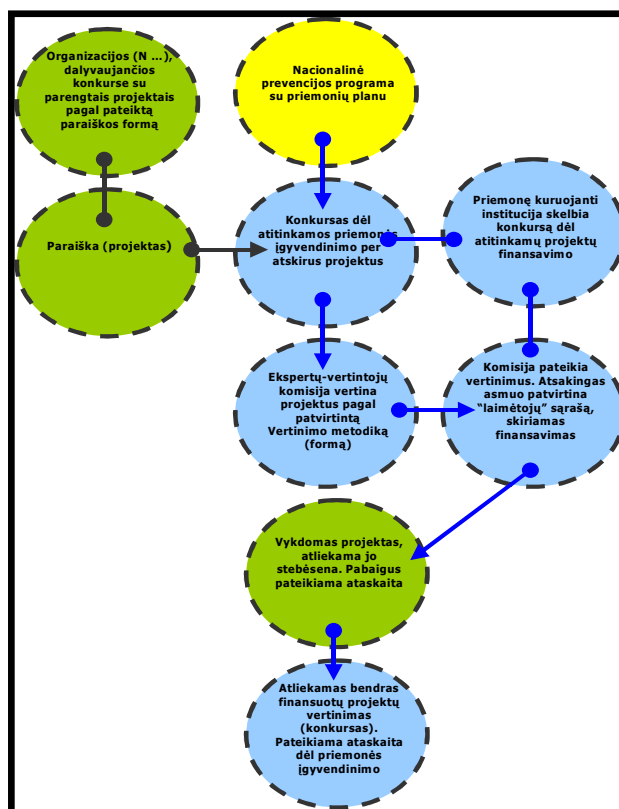 Organizacijos (N ...),
dalyvaujančios
konkurse su
parengtais projektais
pagal pateiktą
paraiškos formą
Nacionalinė
prevencijos programa
su priemonių planu
Paraiška (projektas)
Konkursas dėl
atitinkamos priemonės
įgyvendinimo per
atskirus projektus
Priemonę kuruojanti
institucija skelbia
konkursą dėl
atitinkamų projektų
finansavimo
Ekspertų-vertintojų
komisija vertina
projektus pagal
patvirtintą
Vertinimo metodiką
(formą)
Komisija pateikia
vertinimus. Atsakingas
asmuo patvirtina
“laimėtojų” sąrašą,
skiriamas
finansavimas
Vykdomas projektas,
atliekama jo
stebėsena. Pabaigus
pateikiama ataskaita
Atliekamas bendras
finansuotų projektų
vertinimas
(konkursas).
Pateikiama ataskaita
dėl priemonės
įgyvendinimo